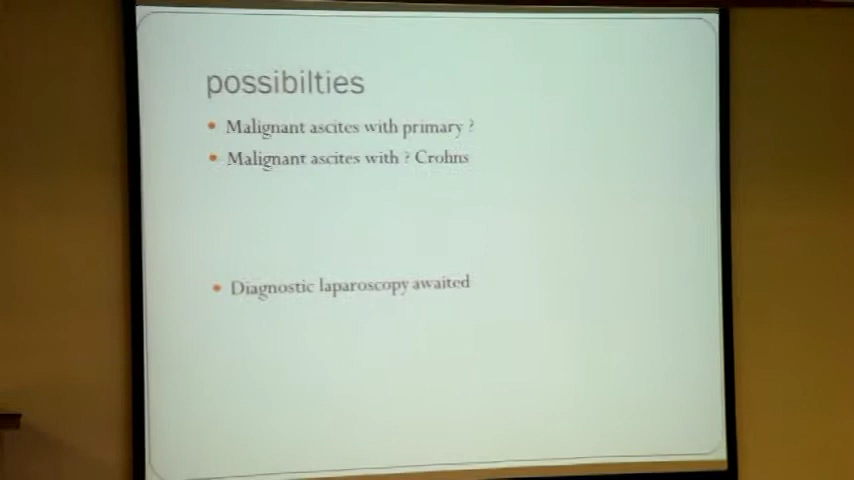 possibilties
• Malignant ascites with primary ?
• Malignant ascites with ? Crohns
• Diagnostic laparoscopy awaited